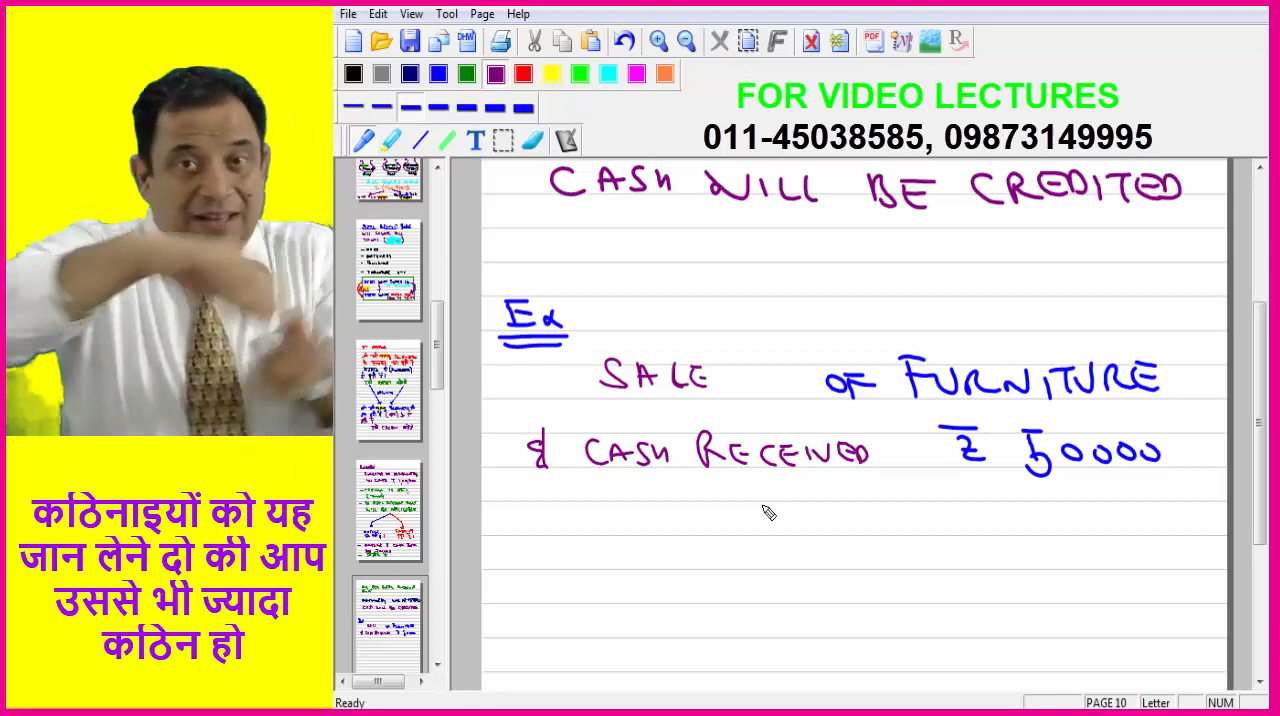 File Edit View Tool Page Help
FOR VIDEO LECTURES
011-45038585, 09873149995
CASH WILL BE CREDITED
Ex
SALE OF FURNITURE
& CASH RECEIVED ₹ 50000
कठिनाइयों को यह
जान लेने दो की आप
उससे भी ज्यादा
कठिन हो
Ready PAGE 10 Letter NUM